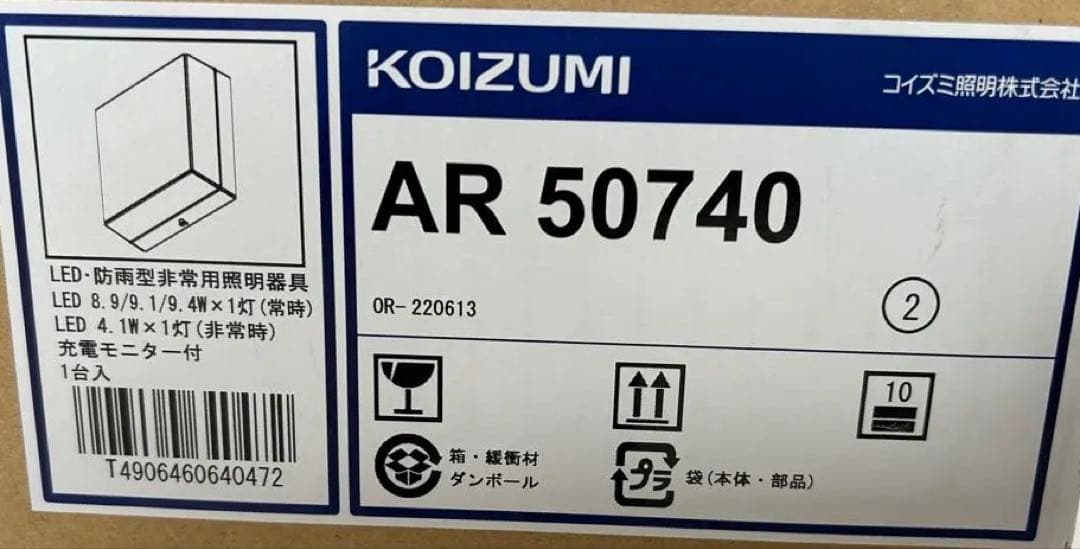 KOIZUMI
コイズミ照明株式会社
AR 50740
OR-220613
2
LED・防雨型非常用照明器具
LED 8.9/9.1/9.4W×1灯(常時)
LED 4.1W×1灯(非常時)
充電モニター付
1台入
T4906460640472
10
箱・緩衝材
ダンボール
プラ
袋(本体・部品)